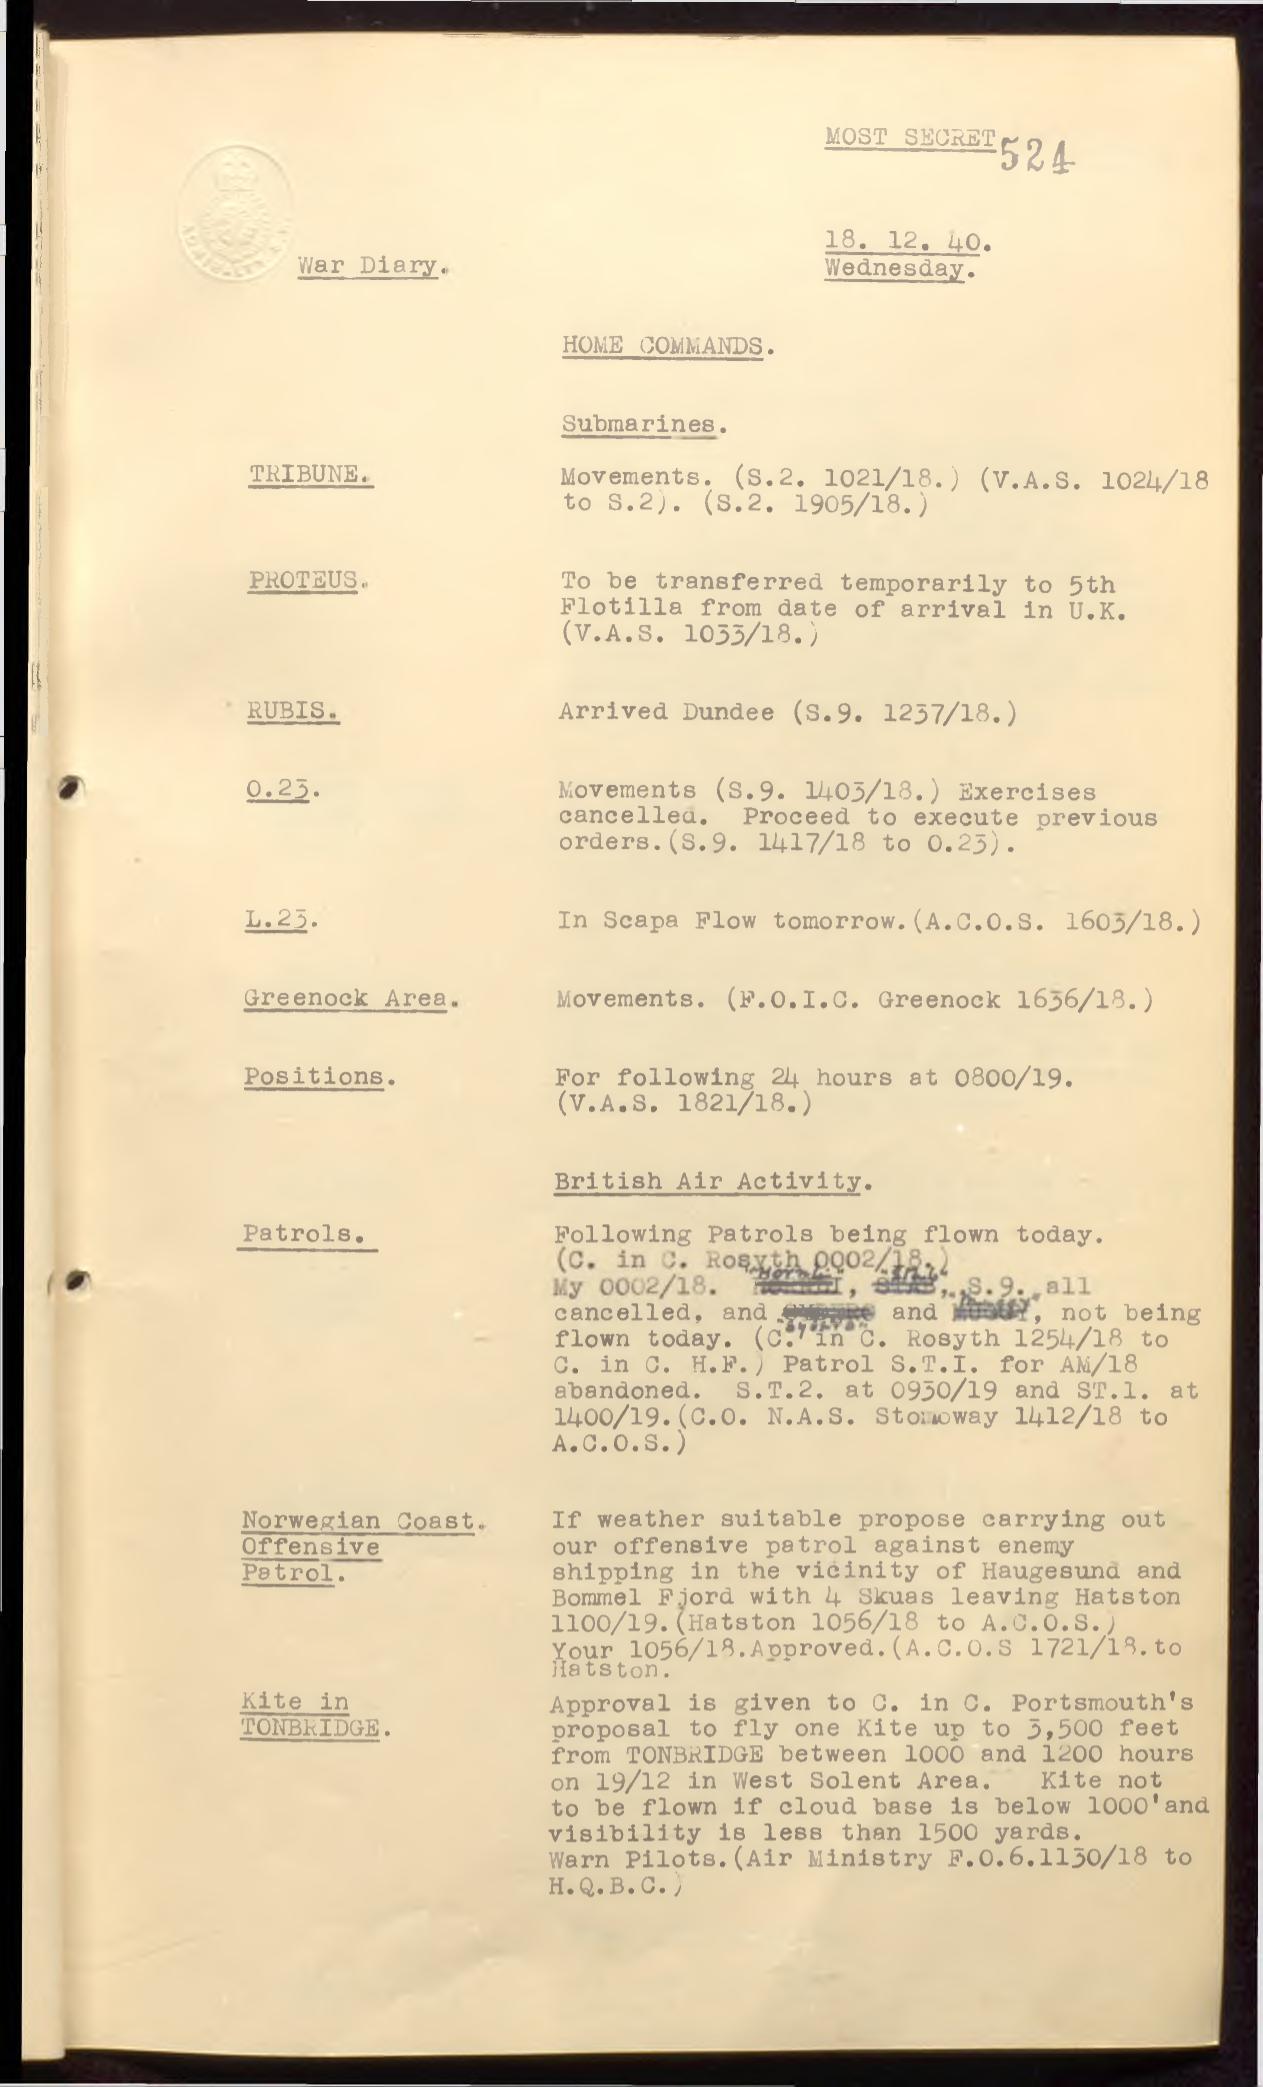 MOST SECRET
524
18. 12. 40.
War Diary.
Wednesday.
HOME COMMANDS.
Submarines.
TRIBUNE.
Movements. (S.2. 1021/18.) (V.A.S. 1024/18
to S.2). (S.2. 1905/18.)
PROTEUS.
To be transferred temporarily to 5th
Flotilla from date of arrival in U.K.
(V.A.S. 1033/18.)
RUBIS.
Arrived Dundee (S.9. 1237/18.)
O.23.
Movements (S.9. 1403/18.) Exercises
cancelled. Proceed to execute previous
orders.(S.9. 1417/18 to O.23).
L.23.
In Scapa Flow tomorrow.(A.C.O.S. 1603/18.)
Greenock Area.
Movements. (F.O.I.C. Greenock 1636/18.)
Positions.
For following 24 hours at 0800/19.
(V.A.S. 1821/18.)
British Air Activity.
Patrols.
Following Patrols being flown today.
(C. in C. Rosyth 0002/18.)
My 0002/18. , , S.9. all
cancelled, and and , not being
flown today. (C. in C. Rosyth 1254/18 to
C. in C. H.F.) Patrol S.T.I. for AM/18
abandoned. S.T.2. at 0930/19 and ST.1. at
1400/19.(C.O. N.A.S. Stornoway 1412/18 to
A.C.O.S.)
Norwegian Coast.
Offensive
Patrol.
If weather suitable propose carrying out
our offensive patrol against enemy
shipping in the vicinity of Haugesund and
Bommel Fjord with 4 Skuas leaving Hatston
1100/19.(Hatston 1056/18 to A.C.O.S.)
Your 1056/18.Approved.(A.C.O.S 1721/18.to
Hatston.
Kite in
TONBRIDGE.
Approval is given to C. in C. Portsmouth's
proposal to fly one Kite up to 3,500 feet
from TONBRIDGE between 1000 and 1200 hours
on 19/12 in West Solent Area. Kite not
to be flown if cloud base is below 1000'and
visibility is less than 1500 yards.
Warn Pilots.(Air Ministry F.O.6.1130/18 to
H.Q.B.C.)